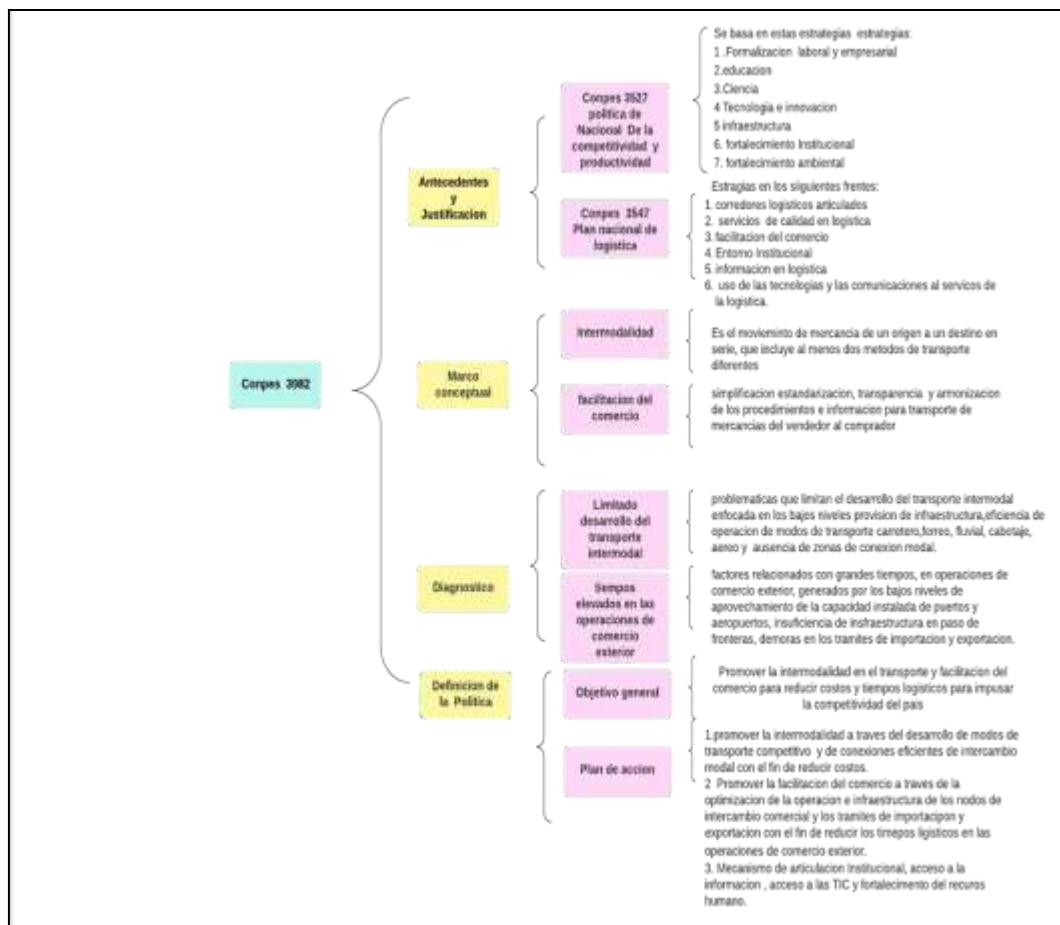 Conpes 3982
Antecedentes
y
Justificacion
Conpes 3527
politica de
Nacional De la
competitividad y
productividad
Se basa en estas estrategias estrategias:
1 .Formalizacion laboral y empresarial
2.educacion
3.Ciencia
4 Tecnologia e innovacion
5 infraestructura
6. fortalecimiento Institucional
7. fortalecimiento ambiental
Conpes 3547
Plan nacional de
logistica
Estragias en los siiguientes frentes:
1. corredores logisticos articulados
2. servicios de calidad en logistica
3. facilitacion del comercio
4. Entorno Institucional
5. informacion en logistica
6. uso de las tecnologias y las comunicaciones al servicos de
la logistica.
Marco
conceptual
Intermodalidad
Es el movieminto de mercancia de un origen a un destino en
serie, que incluye al menos dos metodos de transporte
diferentes
facilitacion del
comercio
simplificacion estandarizacion, transparencia y armonizacion
de los procedimientos e informacion para transporte de
mercancias del vendedor al comprador
Diagnostico
Limitado
desarrollo del
transporte
intermodal
problematicas que limitan el desarrollo del transporte intermodal
enfocada en los bajos niveles provision de infraestructura,eficiencia de
operacion de modos de transporte carretero,ferreo, fluvial, cabotaje,
aereo y ausencia de zonas de conexion modal.
tiempos
elevados en las
operaciones de
comercio
exterior
factores relacionados con grandes tiempos, en operaciones de
comercio exterior, generados por los bajos niveles de
aprovechamiento de la capacidad instalada de puertos y
aeropuertos, insuficiencia de insfraestructura en paso de
fronteras, demoras en los tramites de importacion y exportacion.
Definicion de
la Politica
Objetivo general
Promover la intermodalidad en el transporte y facilitacion del
comercio para reducir costos y tiempos logisticos para impusar
la competitividad del pais
Plan de accion
1.promover la intermodalidad a traves del desarrollo de modos de
transporte competitivo y de conexiones eficientes de intercambio
modal con el fin de reducir costos.
2 Promover la facilitacion del comercio a traves de la
optimizacion de la operacion e infraestructura de los nodos de
intercambio comercial y los tramites de importacipon y
exportacion con el fin de reducir los timepos ligisticos en las
operaciones de comercio exterior.
3. Mecanismo de articulacion Institucional, acceso a la
informacion , acceso a las TIC y fortalecimento del recuros
humano.